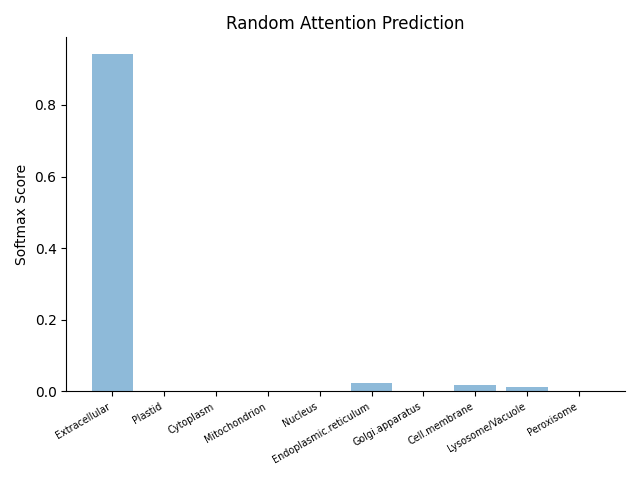 Random Attention Prediction
Softmax Score
0.8
0.6
0.4
0.2
0.0
Extracellular
Plastid
Cytoplasm
Mitochondrion
Nucleus
Endoplasmic.reticulum
Golgi.apparatus
Cell.membrane
Lysosome/Vacuole
Peroxisome